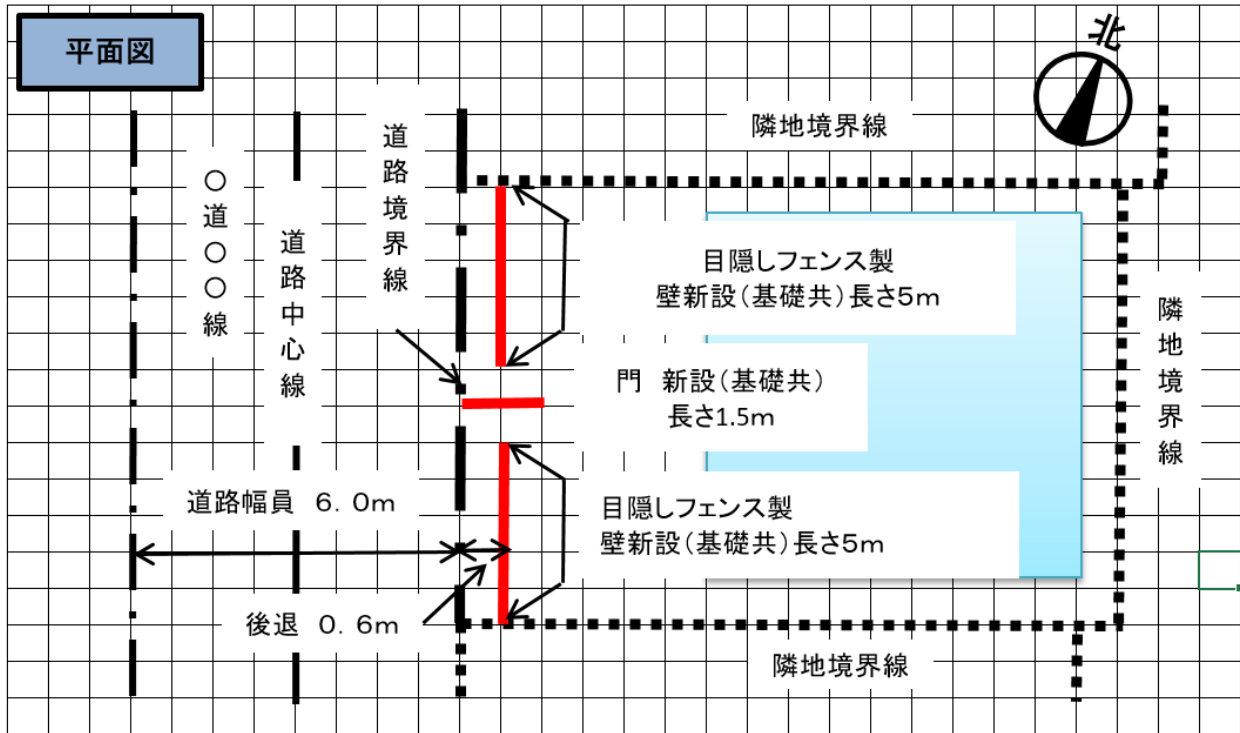 平面図
北
〇道〇〇線
道路中心線
道路境界線
隣地境界線
目隠しフェンス製
壁新設(基礎共)長さ5m
門 新設(基礎共)
長さ1.5m
隣地境界線
道路幅員 6.0m
目隠しフェンス製
壁新設(基礎共)長さ5m
後退 0.6m
隣地境界線